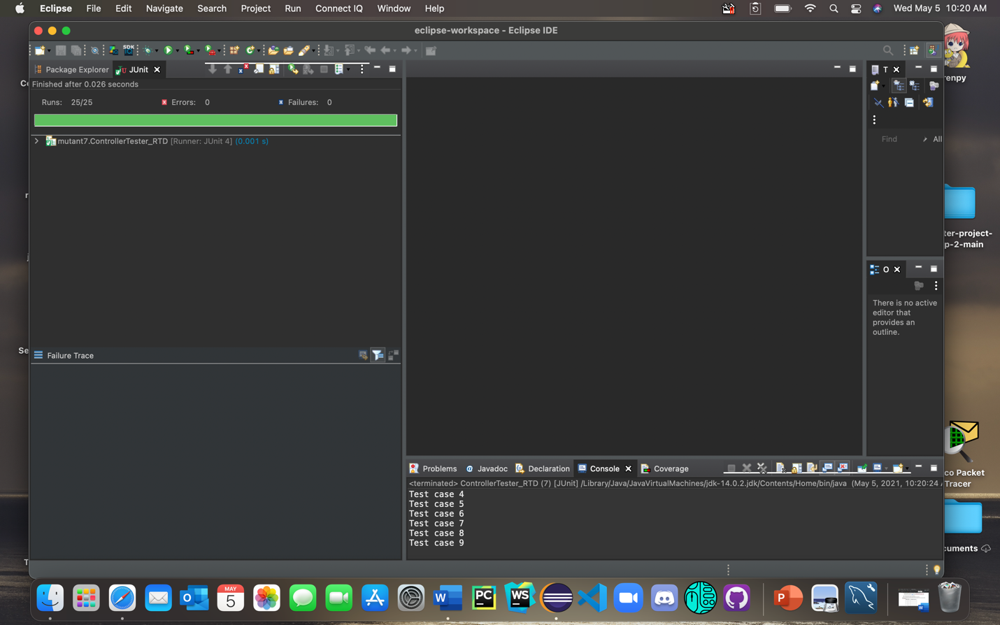 Eclipse File Edit Navigate Search Project Run Connect IQ Window Help Wed May 5 10:20 AM
eclipse-workspace - Eclipse IDE
SDK
Package Explorer JUnit
Finished after 0.026 seconds
Runs: 25/25 Errors: 0 Failures: 0
mutant7.ControllerTester_RTD [Runner: JUnit 4] (0.001 s)
Failure Trace
T
Find All
O
There is no active
editor that
provides an
outline.
Problems Javadoc Declaration Console Coverage
<terminated> ControllerTester_RTD (7) [JUnit] /Library/Java/JavaVirtualMachines/jdk-14.0.2.jdk/Contents/Home/bin/java (May 5, 2021, 10:20:24
Test case 4
Test case 5
Test case 6
Test case 7
Test case 8
Test case 9
renpy
ter-project-
p-2-main
co Packet
Tracer
cuments
Se
MAY
5
W
PC
WS
P